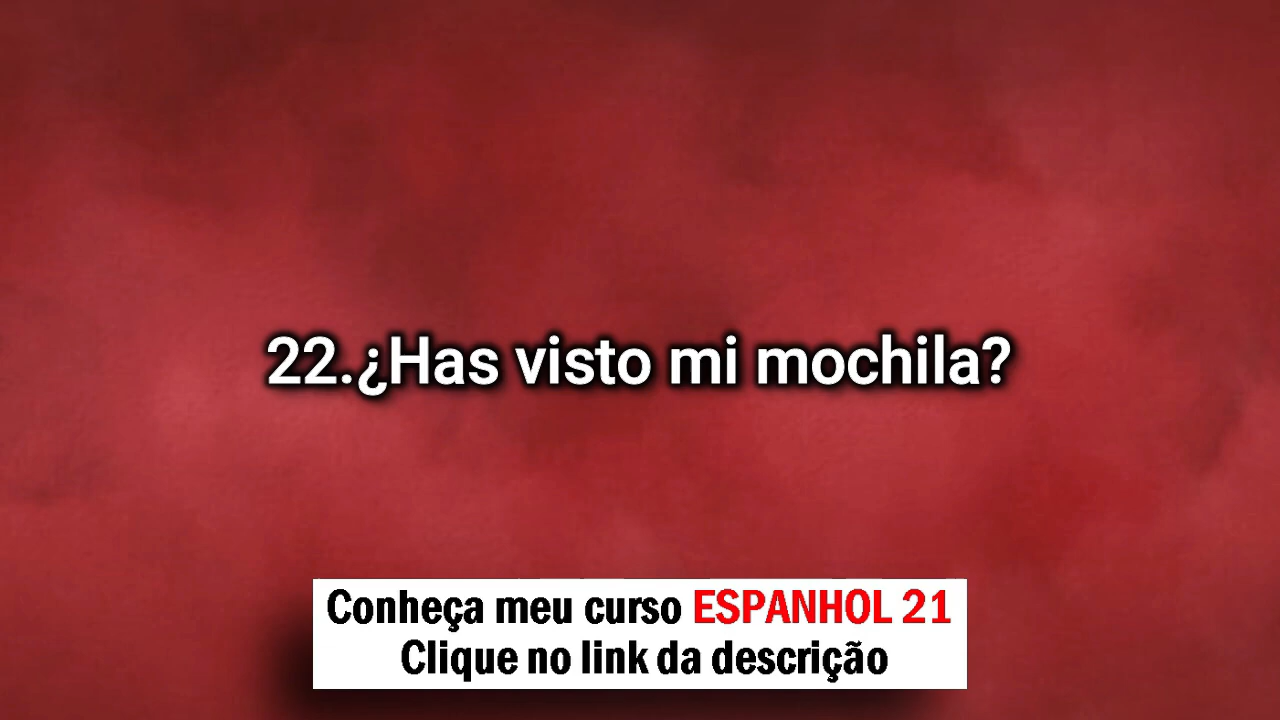 22.¿Has visto mi mochila?
Conheça meu curso ESPANHOL 21
Clique no link da descrição